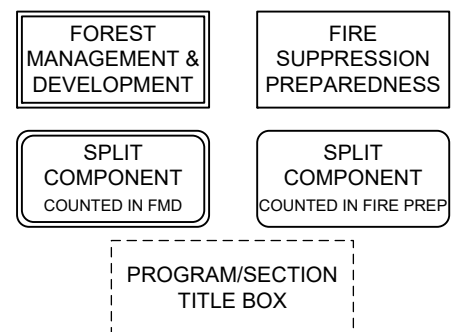 FOREST
MANAGEMENT &
DEVELOPMENT
FIRE
SUPPRESSION
PREPAREDNESS
SPLIT
COMPONENT
COUNTED IN FMD
SPLIT
COMPONENT
COUNTED IN FIRE PREP
PROGRAM/SECTION
TITLE BOX